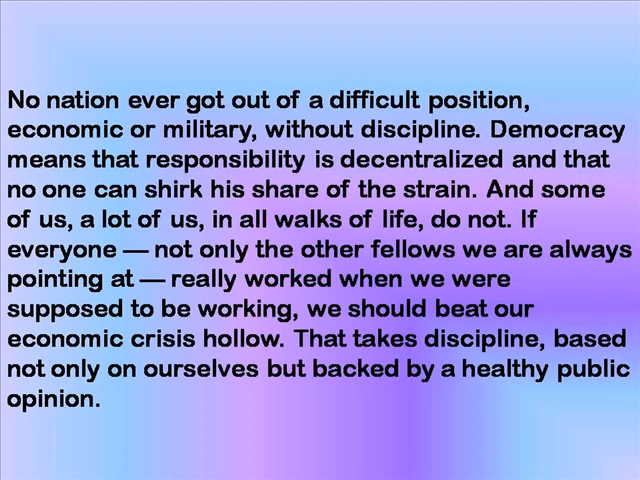 No nation ever got out of a difficult position,
economic or military, without discipline. Democracy
means that responsibility is decentralized and that
no one can shirk his share of the strain. And some
of us, a lot of us, in all walks of life, do not. If
everyone — not only the other fellows we are always
pointing at — really worked when we were
supposed to be working, we should beat our
economic crisis hollow. That takes discipline, based
not only on ourselves but backed by a healthy public
opinion.